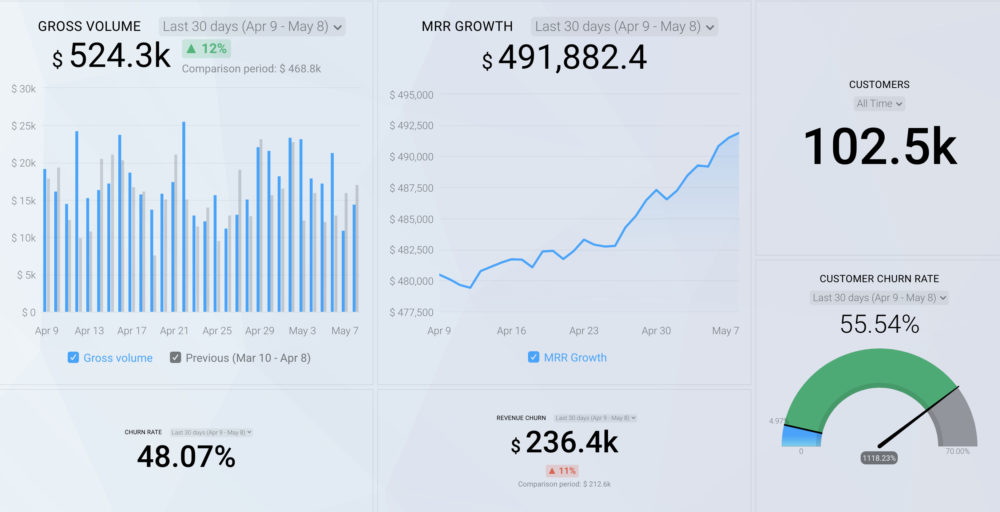 GROSS VOLUME Last 30 days (Apr 9 - May 8)
$ 524.3k ▲ 12%
Comparison period: $ 468.8k
$ 30k
$ 25k
$ 20k
$ 15k
$ 10k
$ 5k
$ 0
Apr 9 Apr 13 Apr 17 Apr 21 Apr 25 Apr 29 May 3 May 7
Gross volume Previous (Mar 10 - Apr 8)
MRR GROWTH Last 30 days (Apr 9 - May 8)
$ 491,882.4
$ 495,000
$ 492,500
$ 490,000
$ 487,500
$ 485,000
$ 482,500
$ 480,000
$ 477,500
Apr 9 Apr 16 Apr 23 Apr 30 May 7
MRR Growth
CUSTOMERS
All Time
102.5k
CUSTOMER CHURN RATE
Last 30 days (Apr 9 - May 8)
55.54%
4.97%
0 70.00%
1118.23%
CHURN RATE Last 30 days (Apr 9 - May 8)
48.07%
REVENUE CHURN Last 30 days (Apr 9 - May 8)
$ 236.4k
▲ 11%
Comparison period: $ 212.6k